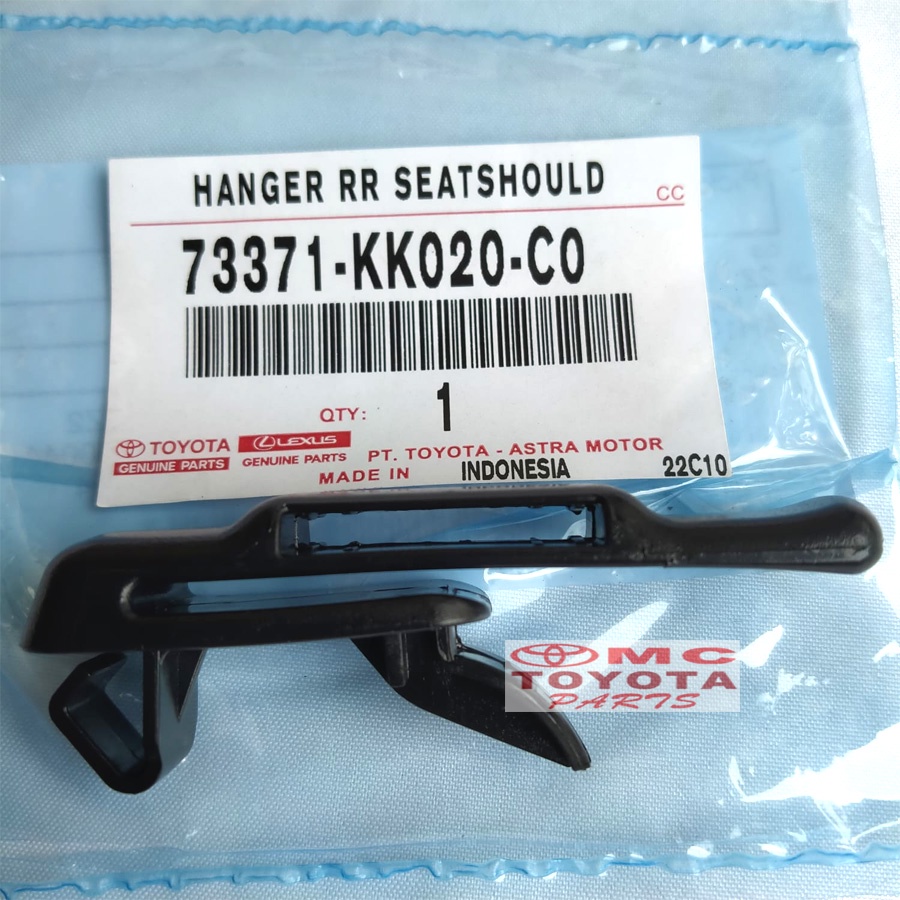 HANGER RR SEATSHOULD
CC
73371-KK020-C0
QTY: 1
TOYOTA
GENUINE PARTS
LEXUS
GENUINE PARTS
PT. TOYOTA - ASTRA MOTOR
MADE IN INDONESIA 22C10
MC
TOYOTA
PARTS